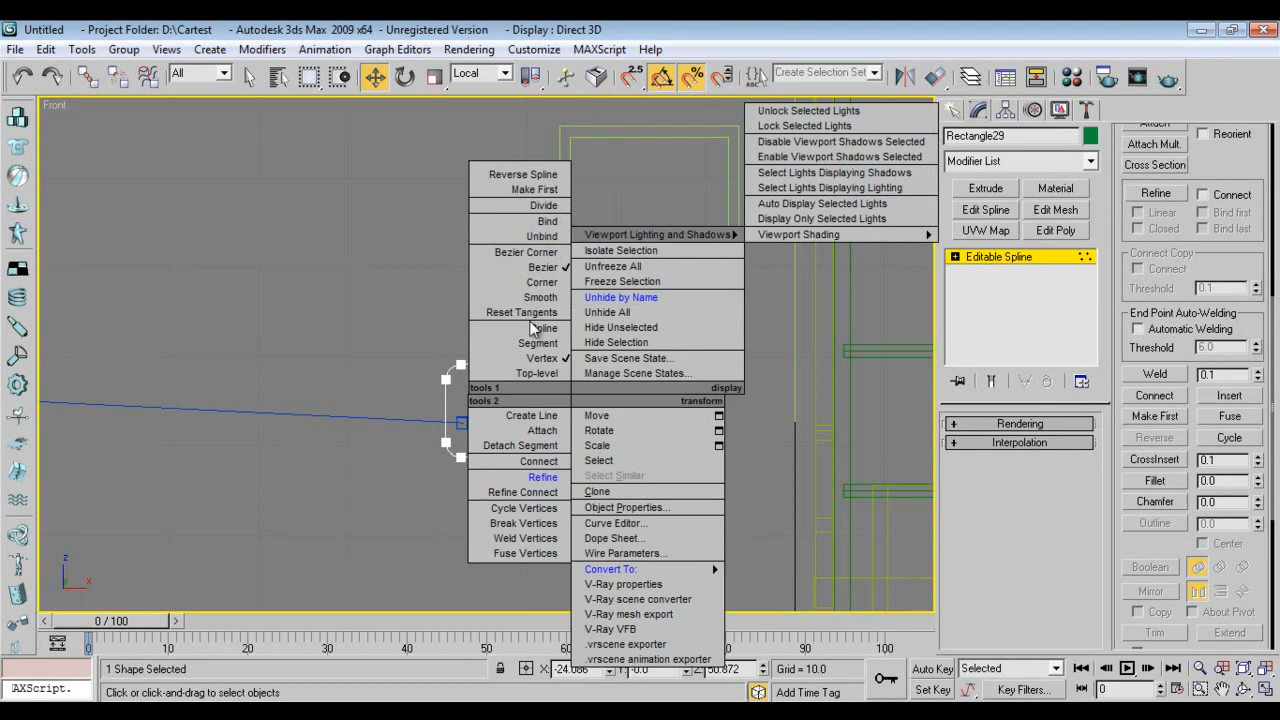 Untitled - Project Folder: D:\Cartest - Autodesk 3ds Max 2009 x64 - Unregistered Version - Display : Direct 3D
File Edit Tools Group Views Create Modifiers Animation Graph Editors Rendering Customize MAXScript Help
All Local 2.5 Create Selection Set
Front
Unlock Selected Lights
Lock Selected Lights
Disable Viewport Shadows Selected
Enable Viewport Shadows Selected
Select Lights Displaying Shadows
Select Lights Displaying Lighting
Auto Display Selected Lights
Display Only Selected Lights
Viewport Shading
Reverse Spline
Make First
Divide
Bind
Unbind
Bezier Corner
Bezier
Corner
Smooth
Reset Tangents
Segment
Vertex
Top-level
tools 1
Viewport Lighting and Shadows
Isolate Selection
Unfreeze All
Freeze Selection
Unhide by Name
Unhide All
Hide Unselected
Hide Selection
Save Scene State...
Manage Scene States...
display
tools 2
Create Line
Attach
Detach Segment
Connect
Refine
Refine Connect
Cycle Vertices
Break Vertices
Weld Vertices
Fuse Vertices
transform
Move
Rotate
Scale
Select
Select Similar
Clone
Object Properties...
Curve Editor...
Dope Sheet...
Wire Parameters...
Convert To:
V-Ray properties
V-Ray scene converter
V-Ray mesh export
V-Ray VFB
.vrscene exporter
.vrscene animation exporter
Rectangle29
Modifier List
Extrude Material
Edit Spline Edit Mesh
UVW Map Edit Poly
Editable Spline
Rendering
Interpolation
Attach Reorient
Attach Mult.
Cross Section
Refine Connect
Linear Bind first
Closed Bind last
Connect Copy
Connect
Threshold 0.1
End Point Auto-Welding
Automatic Welding
Threshold: 6.0
Weld 0.1
Connect Insert
Make First Fuse
Reverse Cycle
CrossInsert 0.1
Fillet 0.0
Chamfer 0.0
Outline 0.0
Center
Boolean
Mirror
Copy About Pivot
Trim Extend
z
y x
0 / 100
0 10 20 30 40 50 90 100
1 Shape Selected X: Grid = 10.0 Auto Key Selected
AXScript. Click or click-and-drag to select objects Add Time Tag Set Key Key Filters... 0